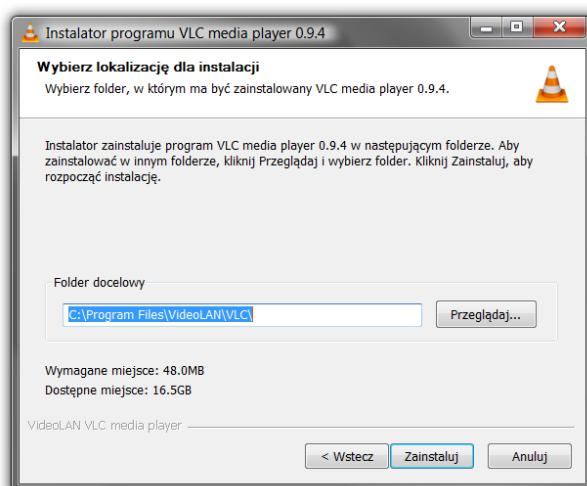 Instalator programu VLC media player 0.9.4
Wybierz lokalizację dla instalacji
Wybierz folder, w którym ma być zainstalowany VLC media player 0.9.4.
Instalator zainstaluje program VLC media player 0.9.4 w następującym folderze. Aby
zainstalować w innym folderze, kliknij Przeglądaj i wybierz folder. Kliknij Zainstaluj, aby
rozpocząć instalację.
Folder docelowy
C:\Program Files\VideoLAN\VLC\
Przeglądaj...
Wymagane miejsce: 48.0MB
Dostępne miejsce: 16.5GB
VideoLAN VLC media player
< Wstecz
Zainstaluj
Anuluj